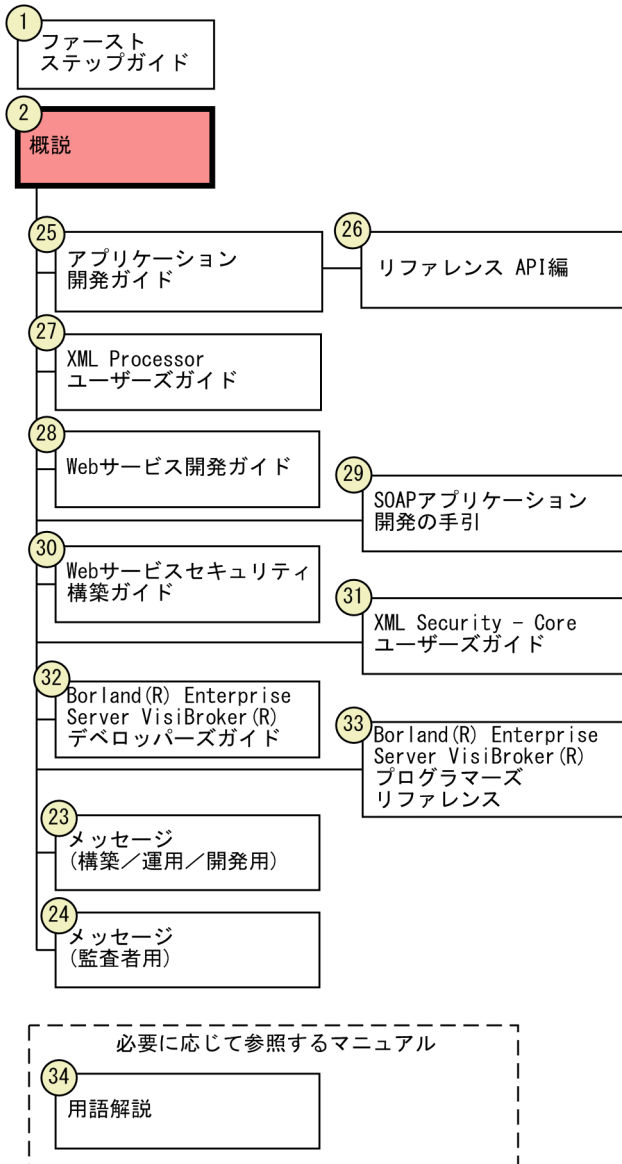 1
ファースト
ステップガイド
2
概説
25
アプリケーション
開発ガイド
26
リファレンス API編
27
XML Processor
ユーザーズガイド
28
Webサービス開発ガイド
29
SOAPアプリケーション
開発の手引
30
Webサービスセキュリティ
構築ガイド
31
XML Security - Core
ユーザーズガイド
32
Borland(R) Enterprise
Server VisiBroker(R)
デベロッパーズガイド
33
Borland(R) Enterprise
Server VisiBroker(R)
プログラマーズ
リファレンス
23
メッセージ
(構築／運用／開発用)
24
メッセージ
(監査者用)
必要に応じて参照するマニュアル
34
用語解説